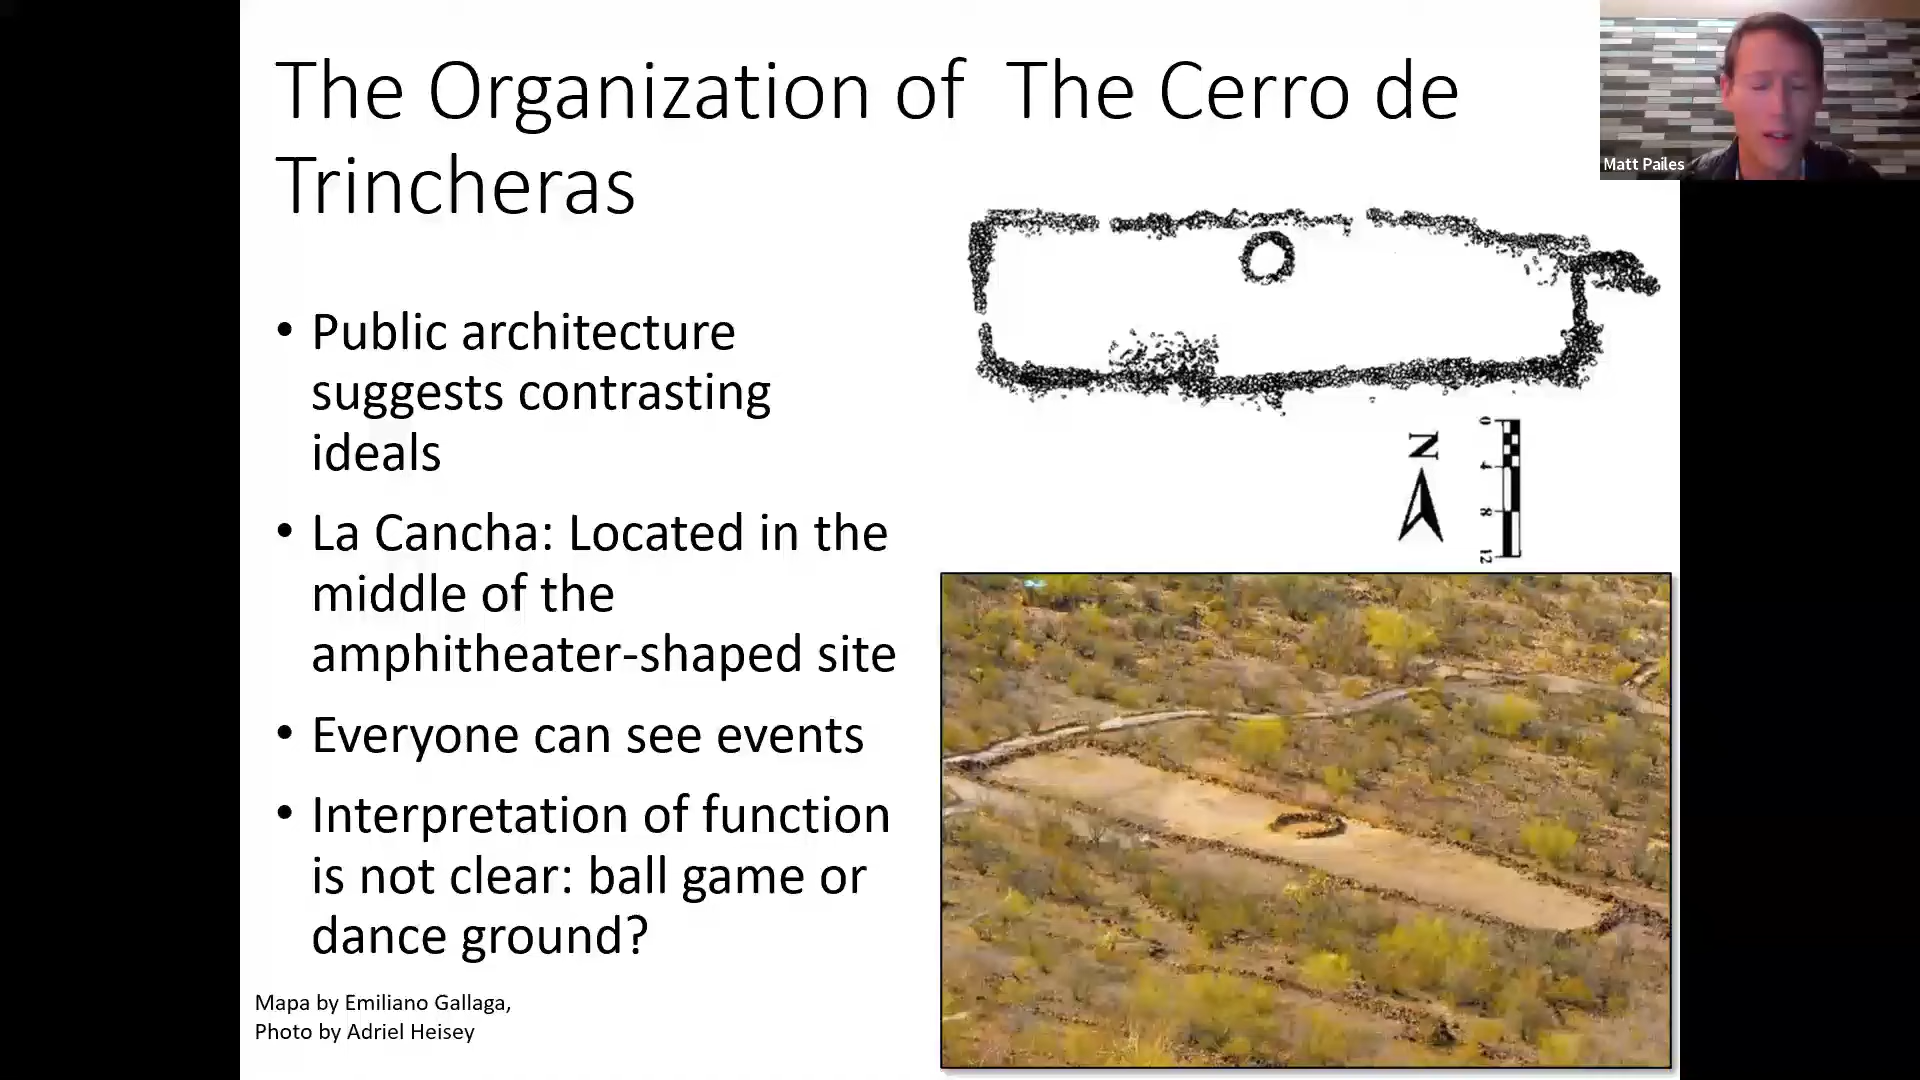 The Organization of The Cerro de
Trincheras
Matt Pailes
• Public architecture
suggests contrasting
ideals
• La Cancha: Located in the
middle of the
amphitheater-shaped site
• Everyone can see events
• Interpretation of function
is not clear: ball game or
dance ground?
N
0
4
8
12
Mapa by Emiliano Gallaga,
Photo by Adriel Heisey